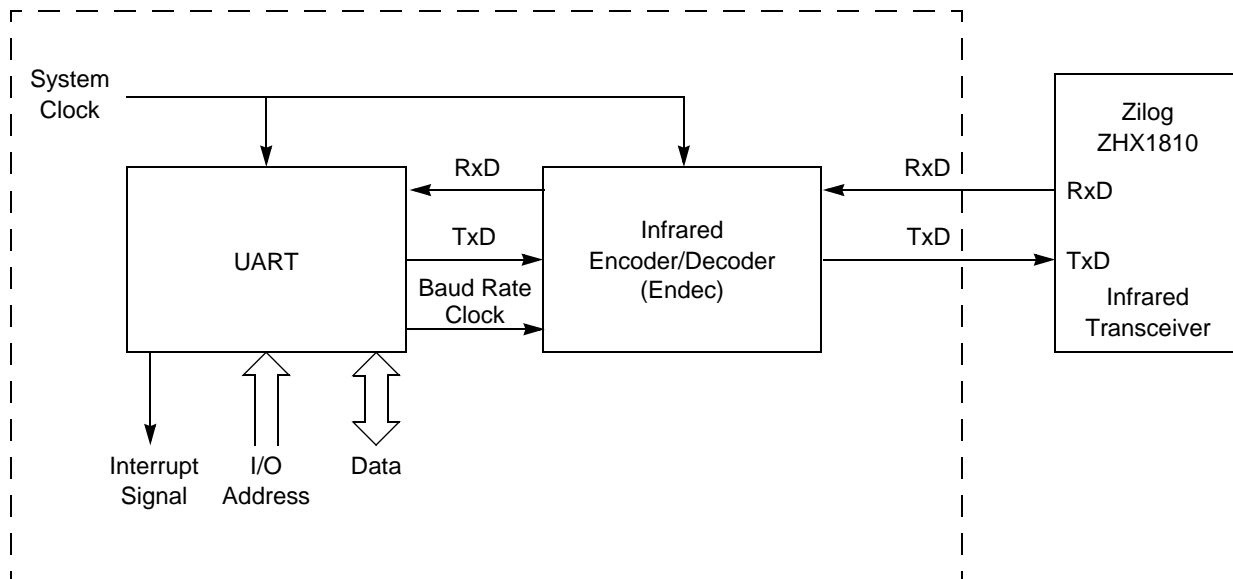 System
Clock
Zilog
ZHX1810
RxD
RxD
RxD
TxD
TxD
TxD
UART
Infrared
Encoder/Decoder
(Endec)
Baud Rate
Clock
Infrared
Transceiver
Interrupt
Signal
I/O
Address
Data